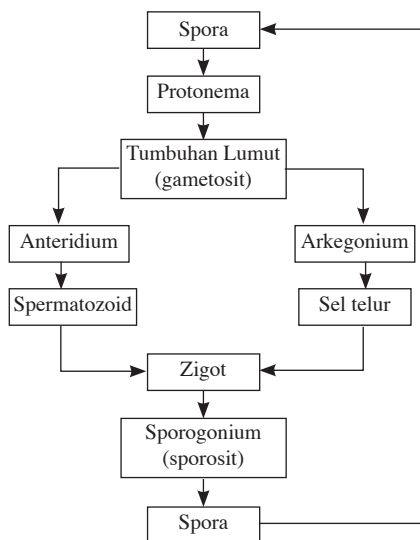 Spora
Protonema
Tumbuhan Lumut
(gametosit)
Anteridium
Arkegonium
Spermatozoid
Sel telur
Zigot
Sporogonium
(sporosit)
Spora